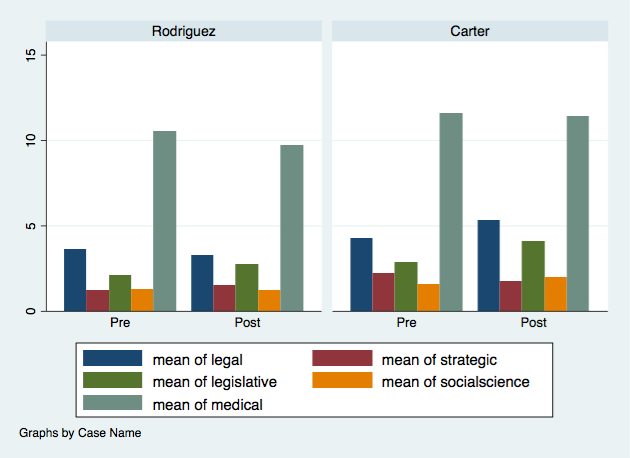 Rodriguez Carter
15
10
5
0
Pre Post Pre Post
mean of legal mean of strategic
mean of legislative mean of socialscience
mean of medical
Graphs by Case Name